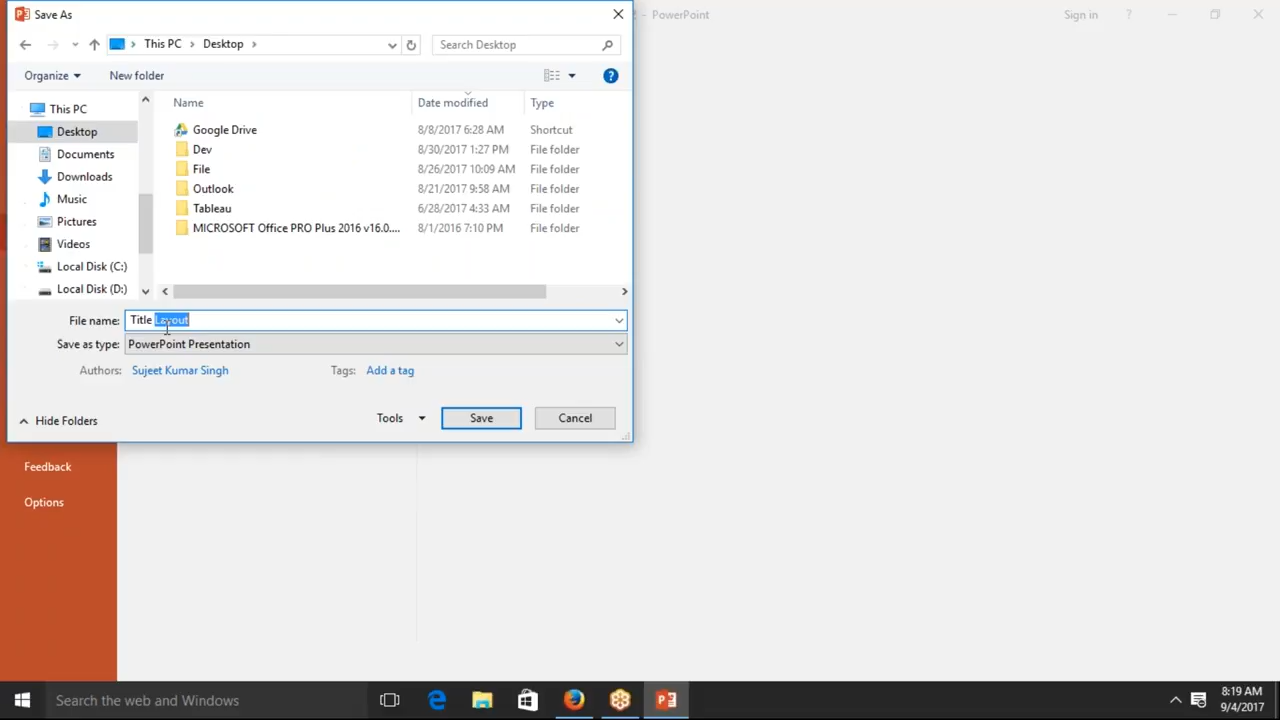 Save As
- PowerPoint
Sign in
?
This PC
Desktop
Search Desktop
Organize
New folder
?
Name
Date modified
Type
Google Drive 8/8/2017 6:28 AM Shortcut
Dev 8/30/2017 1:27 PM File folder
File 8/26/2017 10:09 AM File folder
Outlook 8/21/2017 9:58 AM File folder
Tableau 6/28/2017 4:33 AM File folder
MICROSOFT Office PRO Plus 2016 v16.0.... 8/1/2016 7:10 PM File folder
This PC
Desktop
Documents
Downloads
Music
Pictures
Videos
Local Disk (C:)
Local Disk (D:)
File name: Title Layout
Save as type: PowerPoint Presentation
Authors: Sujeet Kumar Singh
Tags: Add a tag
Hide Folders
Tools
Save
Cancel
Feedback
Options
Search the web and Windows
8:19 AM
9/4/2017